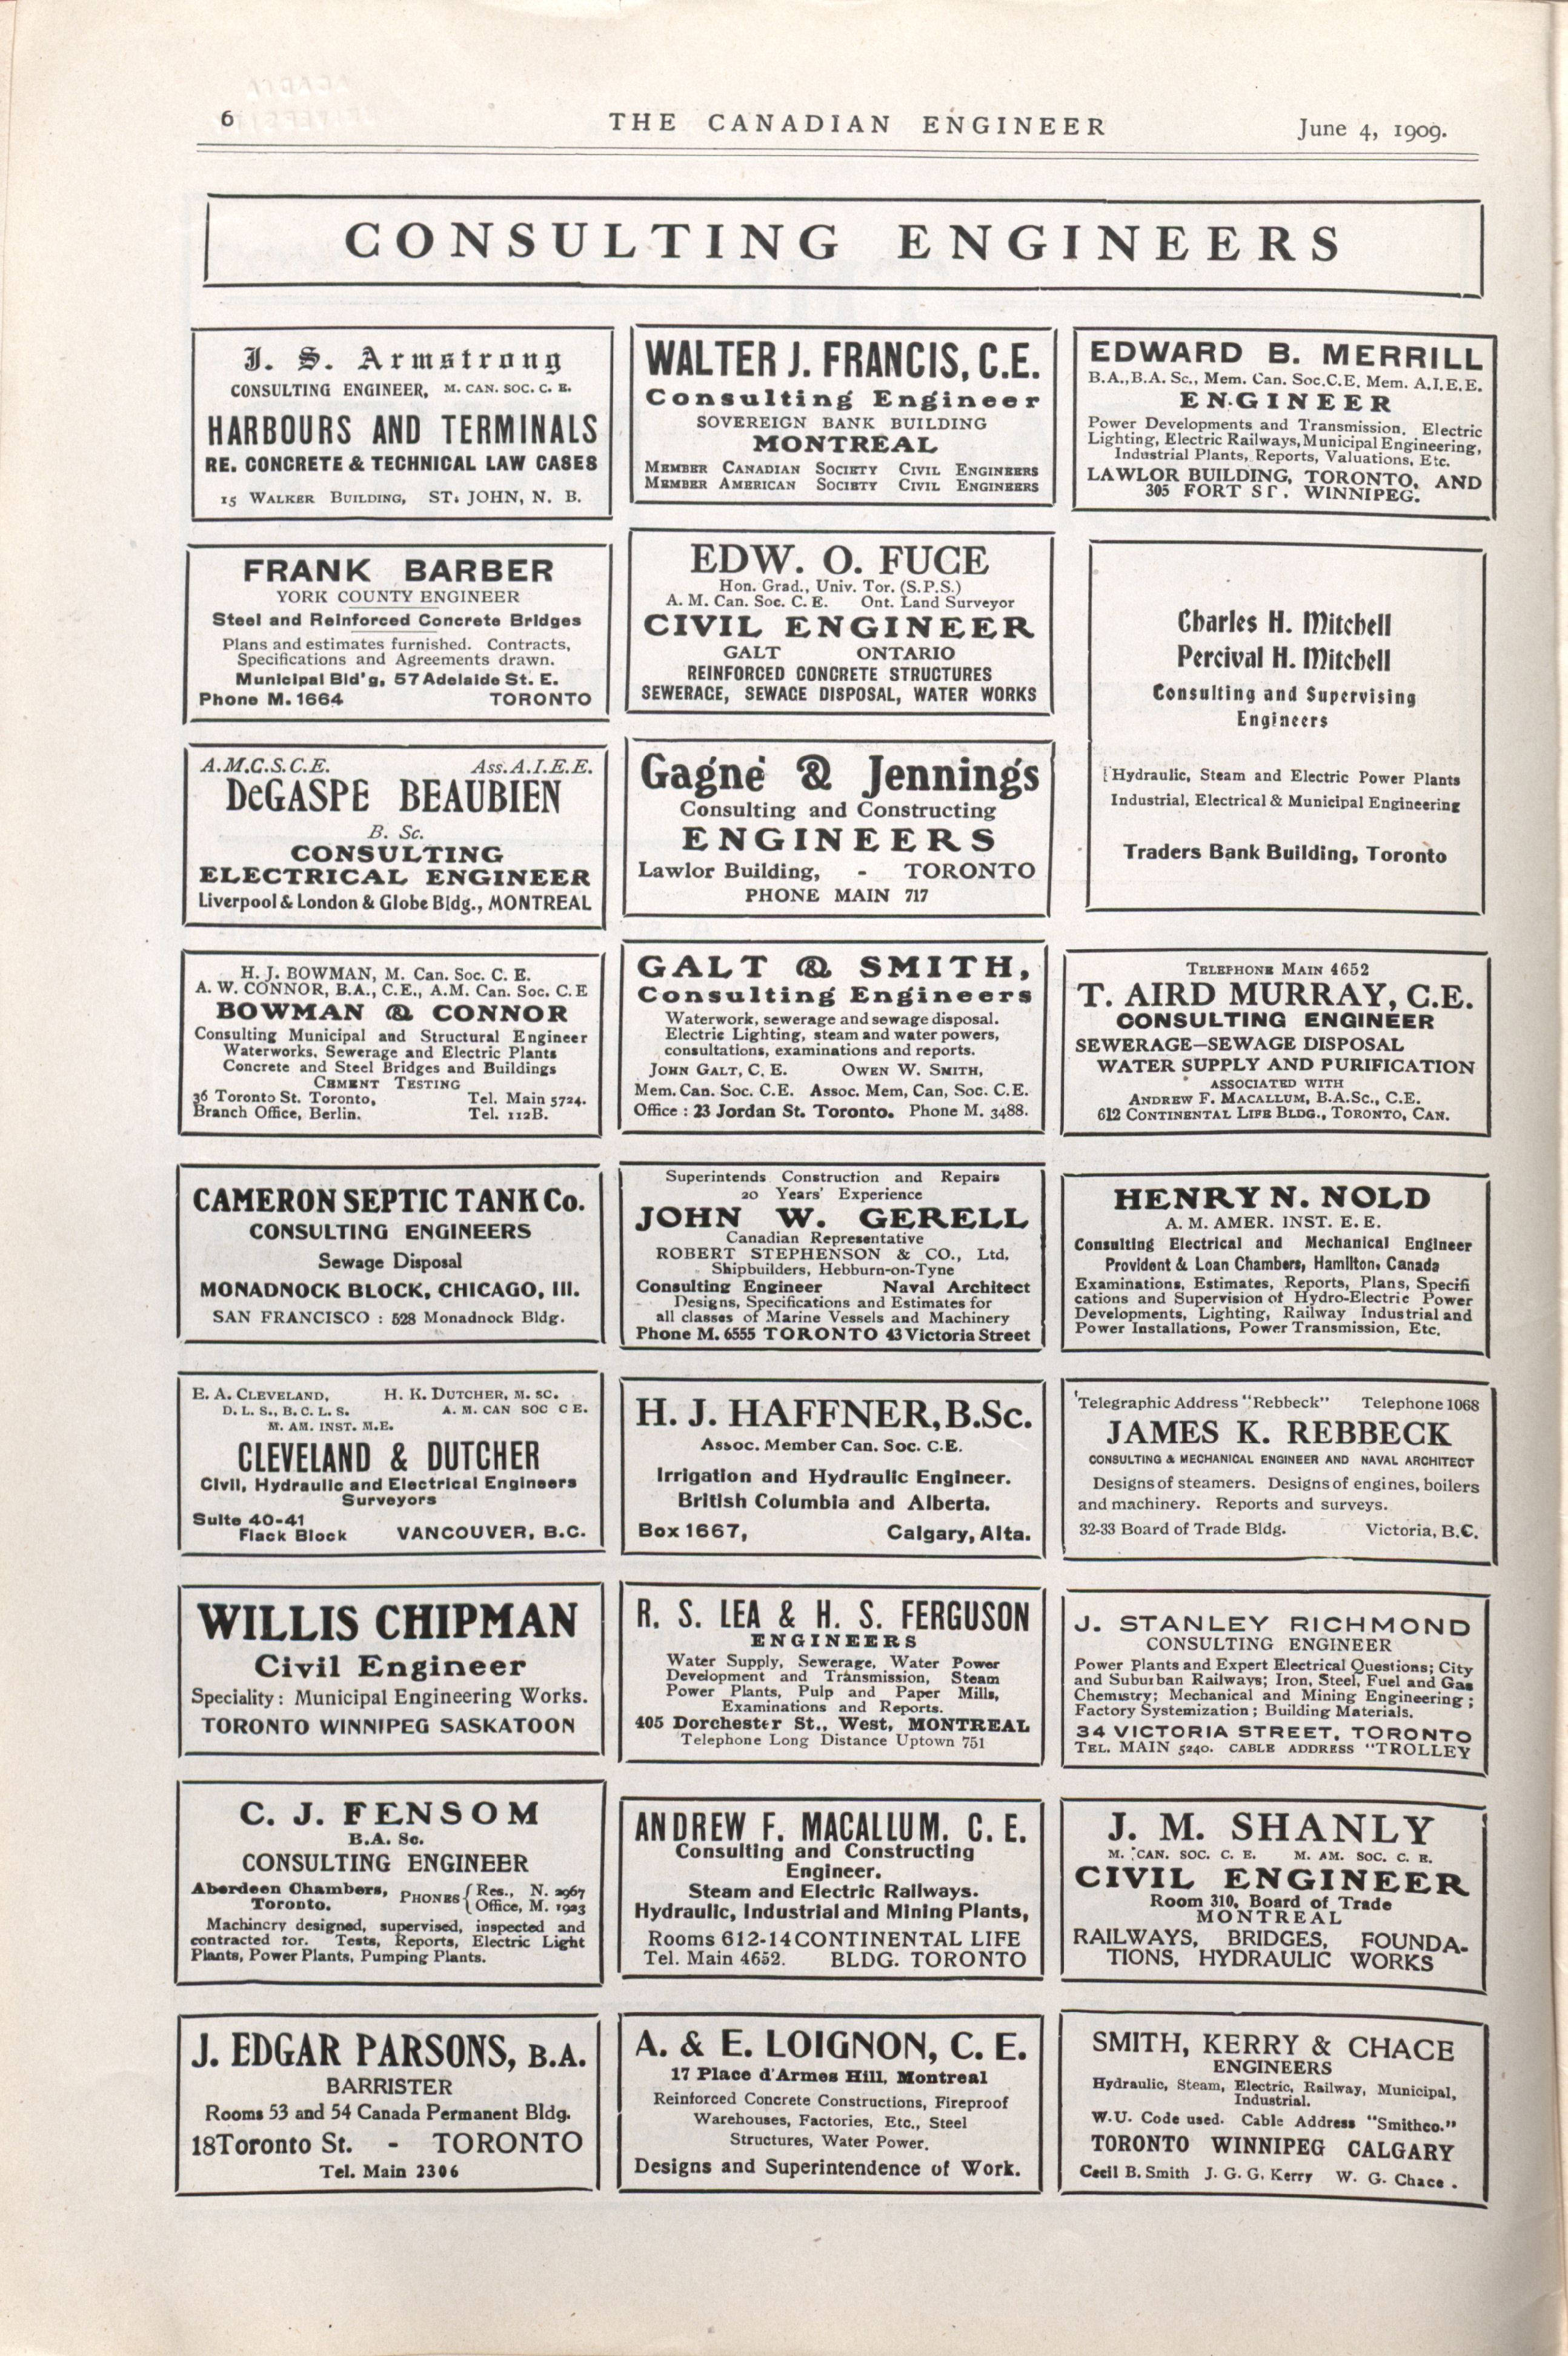 6
THE CANADIAN ENGINEER
June 4, 1909.
CONSULTING ENGINEERS
J. S. Armstrong
CONSULTING ENGINEER, M. CAN. SOC. C. E.
HARBOURS AND TERMINALS
RE. CONCRETE & TECHNICAL LAW CASES
15 WALKER BUILDING, ST. JOHN, N. B.
WALTER J. FRANCIS, C.E.
Consulting Engineer
SOVEREIGN BANK BUILDING
MONTREAL
MEMBER CANADIAN SOCIETY CIVIL ENGINEERS
MEMBER AMERICAN SOCIETY CIVIL ENGINEERS
EDWARD B. MERRILL
B.A., B.A. Sc., Mem. Can. Soc.C.E. Mem. A.I.E.E.
ENGINEER
Power Developments and Transmission, Electric
Lighting, Electric Railways, Municipal Engineering,
Industrial Plants, Reports, Valuations, Etc.
LAWLOR BUILDING, TORONTO, AND
305 FORT ST. WINNIPEG.
FRANK BARBER
YORK COUNTY ENGINEER
Steel and Reinforced Concrete Bridges
Plans and estimates furnished. Contracts,
Specifications and Agreements drawn.
Municipal Bld'g, 57 Adelaide St. E.
Phone M. 1664 TORONTO
EDW. O. FUCE
Hon. Grad., Univ. Tor. (S.P.S.)
A. M. Can. Soc. C. E. Ont. Land Surveyor
CIVIL ENGINEER
GALT ONTARIO
REINFORCED CONCRETE STRUCTURES
SEWERAGE, SEWAGE DISPOSAL, WATER WORKS
Charles H. Mitchell
Percival H. Mitchell
Consulting and Supervising
Engineers
Hydraulic, Steam and Electric Power Plants
Industrial, Electrical & Municipal Engineering
Traders Bank Building, Toronto
A.M.C.S.C.E. Ass. A.I.E.E.
DeGASPE BEAUBIEN
B. Sc.
CONSULTING
ELECTRICAL ENGINEER
Liverpool & London & Globe Bldg., MONTREAL
Gagné & Jennings
Consulting and Constructing
ENGINEERS
Lawlor Building, - TORONTO
PHONE MAIN 717
H. J. BOWMAN, M. Can. Soc. C. E.
A. W. CONNOR, B.A., C.E., A.M. Can. Soc. C.E
BOWMAN & CONNOR
Consulting Municipal and Structural Engineer
Waterworks, Sewerage and Electric Plants
Concrete and Steel Bridges and Buildings
CEMENT TESTING
36 Toronto St. Toronto, Tel. Main 5724.
Branch Office, Berlin. Tel. 112B.
GALT & SMITH,
Consulting Engineers
Waterwork, sewerage and sewage disposal.
Electric Lighting, steam and water powers,
consultations, examinations and reports.
JOHN GALT, C. E. OWEN W. SMITH,
Mem. Can. Soc. C.E. Assoc. Mem, Can, Soc. C.E.
Office : 23 Jordan St. Toronto. Phone M. 3488.
TELEPHONE MAIN 4652
T. AIRD MURRAY, C.E.
CONSULTING ENGINEER
SEWERAGE—SEWAGE DISPOSAL
WATER SUPPLY AND PURIFICATION
ASSOCIATED WITH
ANDREW F. MACALLUM, B.A.Sc., C.E.
612 CONTINENTAL LIFE BLDG., TORONTO, CAN.
CAMERON SEPTIC TANK Co.
CONSULTING ENGINEERS
Sewage Disposal
MONADNOCK BLOCK, CHICAGO, Ill.
SAN FRANCISCO : 528 Monadnock Bldg.
Superintends Construction and Repairs
20 Years' Experience
JOHN W. GERELL
Canadian Representative
ROBERT STEPHENSON & CO., Ltd.
Shipbuilders, Hebburn-on-Tyne
Consulting Engineer Naval Architect
Designs, Specifications and Estimates for
all classes of Marine Vessels and Machinery
Phone M. 6555 TORONTO 43 Victoria Street
HENRY N. NOLD
A. M. AMER. INST. E. E.
Consulting Electrical and Mechanical Engineer
Provident & Loan Chambers, Hamilton, Canada
Examinations, Estimates, Reports, Plans, Specifi
cations and Supervision of Hydro-Electric Power
Developments, Lighting, Railway Industrial and
Power Installations, Power Transmission, Etc.
E. A. CLEVELAND, H. K. DUTCHER, M. SC.
D. L. S., B. C. L. S. A. M. CAN SOC C E.
M. AM. INST. M.E.
CLEVELAND & DUTCHER
Civil, Hydraulic and Electrical Engineers
Surveyors
Suite 40-41
Flack Block VANCOUVER, B.C.
H. J. HAFFNER, B.Sc.
Assoc. Member Can. Soc. C.E.
Irrigation and Hydraulic Engineer.
British Columbia and Alberta.
Box 1667, Calgary, Alta.
Telegraphic Address "Rebbeck" Telephone 1068
JAMES K. REBBECK
CONSULTING & MECHANICAL ENGINEER AND NAVAL ARCHITECT
Designs of steamers. Designs of engines, boilers
and machinery. Reports and surveys.
32-33 Board of Trade Bldg. Victoria, B.C.
WILLIS CHIPMAN
Civil Engineer
Speciality: Municipal Engineering Works.
TORONTO WINNIPEG SASKATOON
R. S. LEA & H. S. FERGUSON
ENGINEERS
Water Supply, Sewerage, Water Power
Development and Transmission, Steam
Power Plants, Pulp and Paper Mills,
Examinations and Reports.
405 Dorchester St., West, MONTREAL
Telephone Long Distance Uptown 751
J. STANLEY RICHMOND
CONSULTING ENGINEER
Power Plants and Expert Electrical Questions; City
and Suburban Railways; Iron, Steel, Fuel and Gas
Chemistry; Mechanical and Mining Engineering;
Factory Systemization; Building Materials.
34 VICTORIA STREET, TORONTO
TEL. MAIN 5240. CABLE ADDRESS "TROLLEY
C. J. FENSOM
B.A. Sc.
CONSULTING ENGINEER
Aberdeen Chambers, PHONES { Res., N. 2967
Toronto. Office, M. 1923
Machinery designed, supervised, inspected and
contracted for. Tests, Reports, Electric Light
Plants, Power Plants, Pumping Plants.
ANDREW F. MACALLUM. C. E.
Consulting and Constructing
Engineer.
Steam and Electric Railways.
Hydraulic, Industrial and Mining Plants,
Rooms 612-14 CONTINENTAL LIFE
Tel. Main 4652. BLDG. TORONTO
J. M. SHANLY
M. CAN. SOC. C. E. M. AM. SOC. C. E.
CIVIL ENGINEER
Room 310, Board of Trade
MONTREAL
RAILWAYS, BRIDGES, FOUNDA-
TIONS, HYDRAULIC WORKS
J. EDGAR PARSONS, B.A.
BARRISTER
Rooms 53 and 54 Canada Permanent Bldg.
18 Toronto St. - TORONTO
Tel. Main 2306
A. & E. LOIGNON, C. E.
17 Place d'Armes Hill, Montreal
Reinforced Concrete Constructions, Fireproof
Warehouses, Factories, Etc., Steel
Structures, Water Power.
Designs and Superintendence of Work.
SMITH, KERRY & CHACE
ENGINEERS
Hydraulic, Steam, Electric, Railway, Municipal,
Industrial.
W.U. Code used. Cable Address "Smithco."
TORONTO WINNIPEG CALGARY
Cecil B. Smith J. G. G. Kerry W. G. Chace.